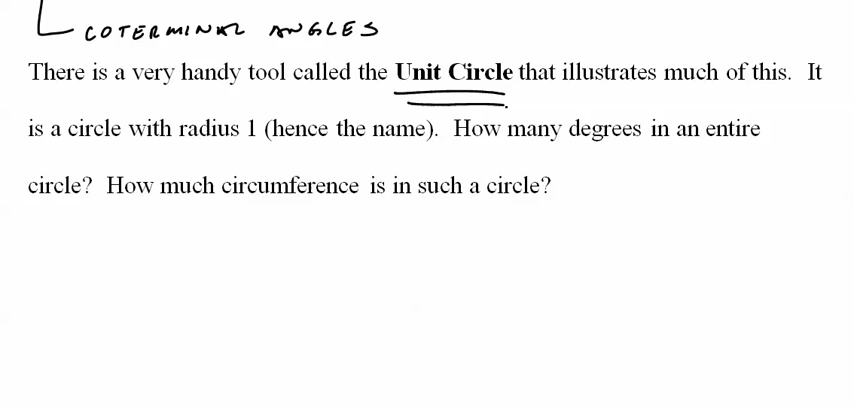 COTERMINAL ANGLES
There is a very handy tool called the Unit Circle that illustrates much of this. It
is a circle with radius 1 (hence the name). How many degrees in an entire
circle? How much circumference is in such a circle?